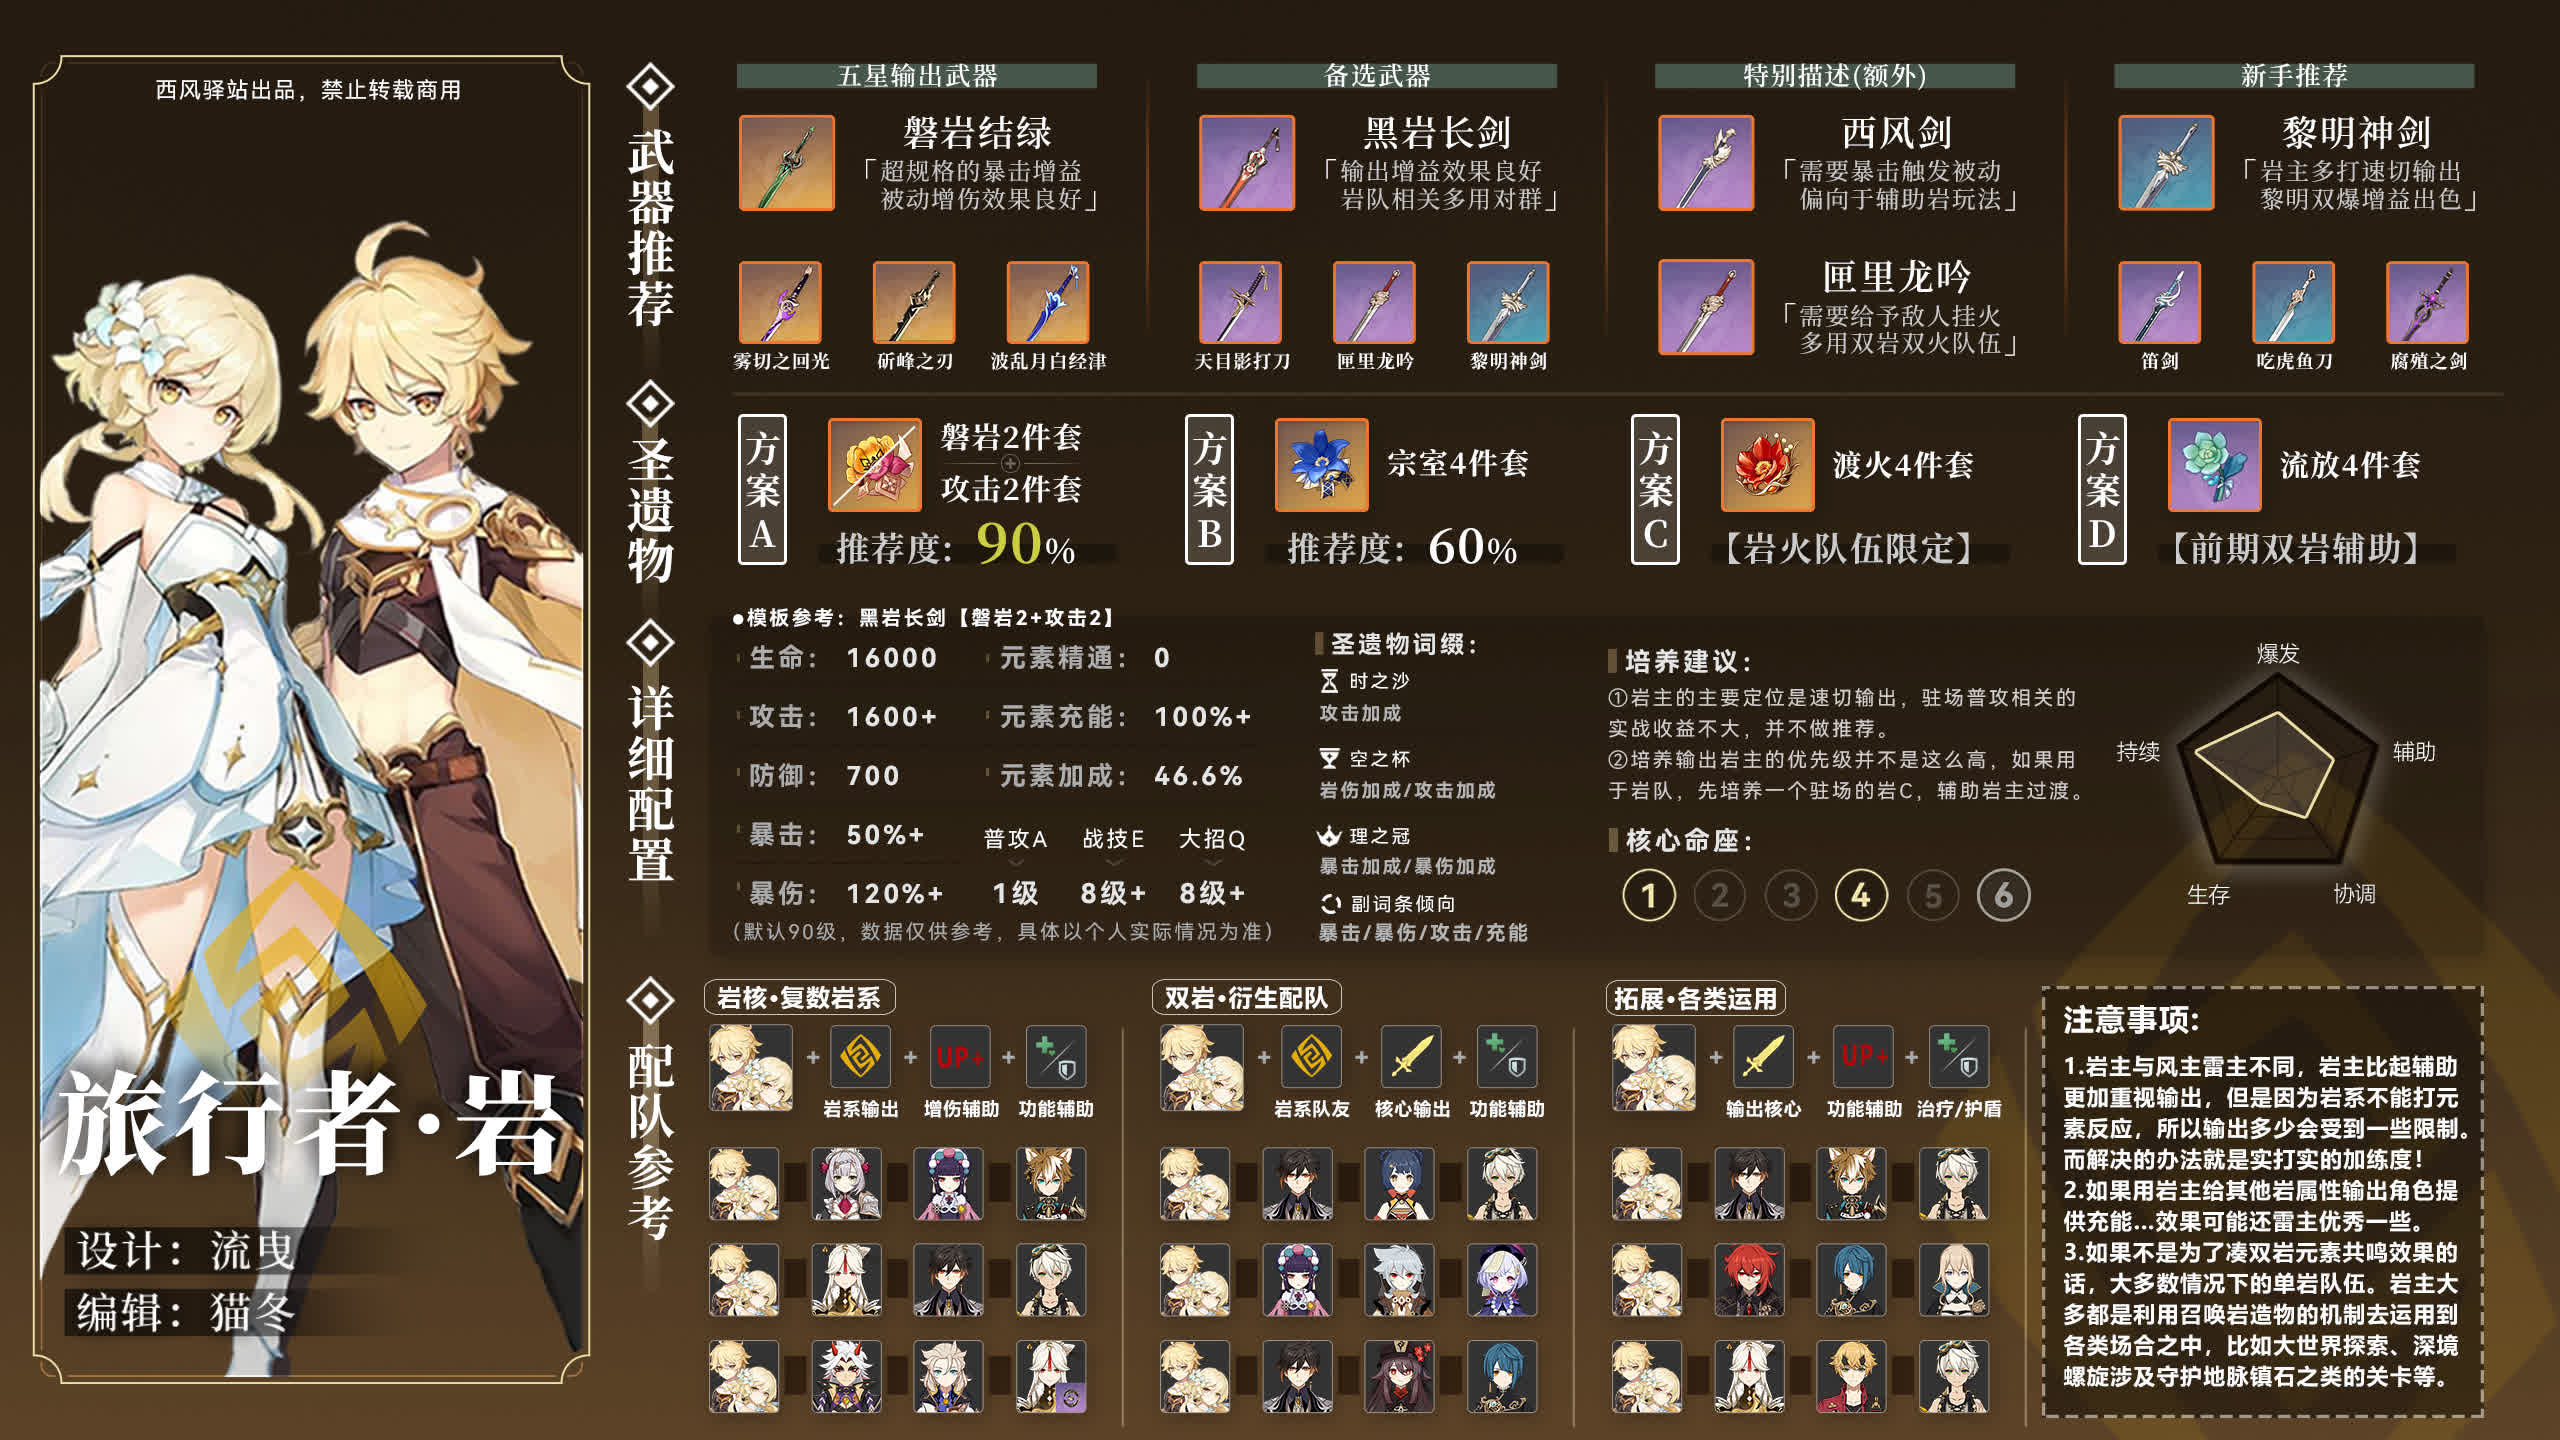 西风驿站出品，禁止转载商用
旅行者·岩
设计：流曳
编辑：猫冬
武器推荐
五星输出武器
磐岩结绿
「超规格的暴击增益
被动增伤效果良好」
雾切之回光
斫峰之刃
波乱月白经津
备选武器
黑岩长剑
「输出增益效果良好
岩队相关多用对群」
天目影打刀
匣里龙吟
黎明神剑
特别描述(额外)
西风剑
「需要暴击触发被动
偏向于辅助岩玩法」
匣里龙吟
「需要给予敌人挂火
多用双岩双火队伍」
新手推荐
黎明神剑
「岩主多打速切输出
黎明双爆增益出色」
笛剑
吃虎鱼刀
腐殖之剑
圣遗物
方案A
磐岩2件套
攻击2件套
推荐度：90%
方案B
宗室4件套
推荐度：60%
方案C
渡火4件套
【岩火队伍限定】
方案D
流放4件套
【前期双岩辅助】
详细配置
●模板参考：黑岩长剑【磐岩2+攻击2】
生命：16000
元素精通：0
攻击：1600+
元素充能：100%+
防御：700
元素加成：46.6%
暴击：50%+
普攻A 战技E 大招Q
暴伤：120%+
1级 8级+ 8级+
(默认90级，数据仅供参考，具体以个人实际情况为准)
圣遗物词缀：
时之沙
攻击加成
空之杯
岩伤加成/攻击加成
理之冠
暴击加成/暴伤加成
副词条倾向
暴击/暴伤/攻击/充能
培养建议：
①岩主的主要定位是速切输出，驻场普攻相关的
实战收益不大，并不做推荐。
②培养输出岩主的优先级并不是这么高，如果用
于岩队，先培养一个驻场的岩C，辅助岩主过渡。
核心命座：
1 2 3 4 5 6
爆发
辅助
协调
生存
持续
配队参考
岩核·复数岩系
+ + UP+ +
岩系输出 增伤辅助 功能辅助
双岩·衍生配队
+ + +
岩系队友 核心输出 功能辅助
拓展·各类运用
+ + UP+ +
输出核心 功能辅助 治疗/护盾
注意事项:
1.岩主与风主雷主不同，岩主比起辅助
更加重视输出，但是因为岩系不能打元
素反应，所以输出多少会受到一些限制。
而解决的办法就是实打实的加练度！
2.如果用岩主给其他岩属性输出角色提
供充能...效果可能还雷主优秀一些。
3.如果不是为了凑双岩元素共鸣效果的
话，大多数情况下的单岩队伍。岩主大
多都是利用召唤岩造物的机制去运用到
各类场合之中，比如大世界探索、深境
螺旋涉及守护地脉镇石之类的关卡等。